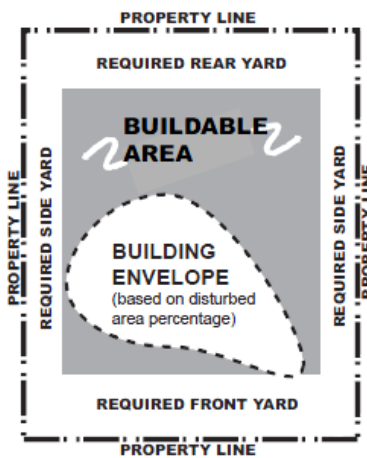 PROPERTY LINE
REQUIRED REAR YARD
BUILDABLE
AREA
PROPERTY LINE
REQUIRED SIDE YARD
REQUIRED SIDE YARD
PROPERTY LINE
BUILDING
ENVELOPE
(based on disturbed
area percentage)
REQUIRED FRONT YARD
PROPERTY LINE